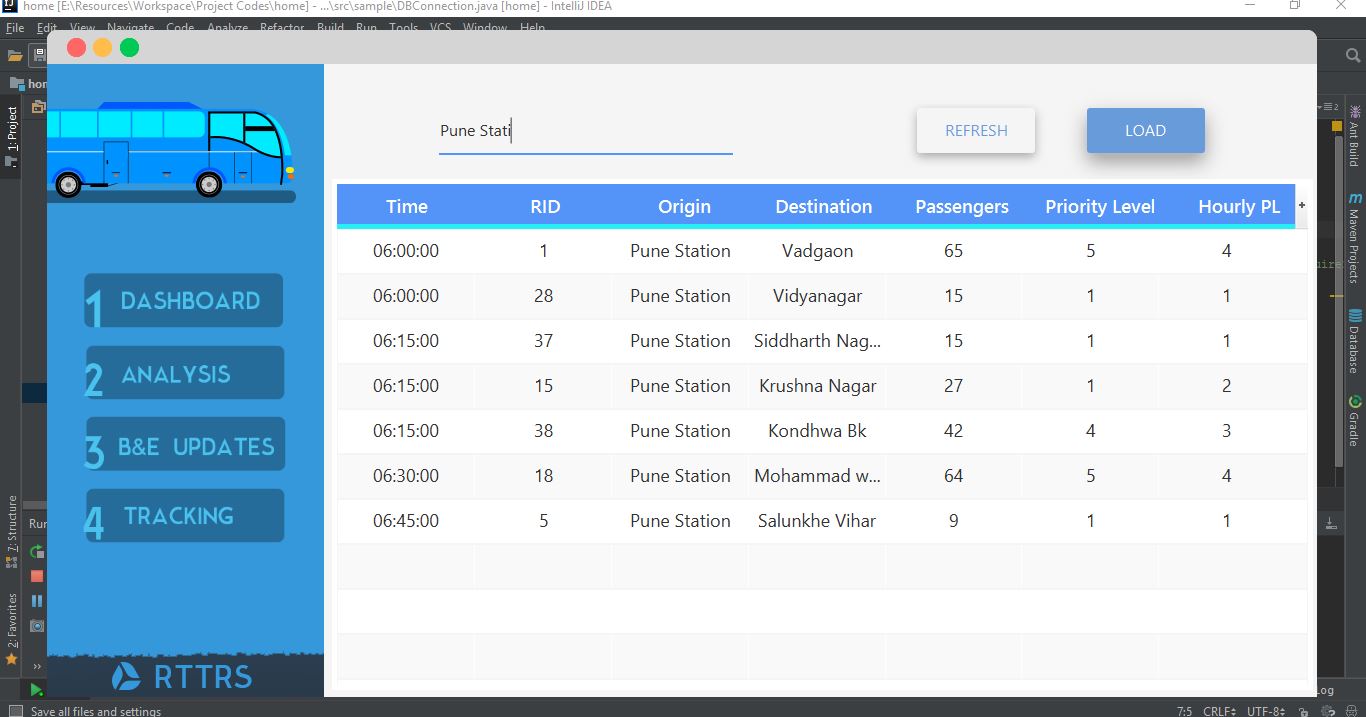 home [E:\Resources\Workspace\Project Codes\home] - ...\src\sample\DBConnection.java [home] - IntelliJ IDEA
File Edit View Navigate Code Analyze Refactor Build Run Tools VCS Window Help
hom
1: Project
7: Structure
2: Favorites
Run
Pune Stati
REFRESH LOAD
Time RID Origin Destination Passengers Priority Level Hourly PL +
06:00:00 1 Pune Station Vadgaon 65 5 4
06:00:00 28 Pune Station Vidyanagar 15 1 1
06:15:00 37 Pune Station Siddharth Nag... 15 1 1
06:15:00 15 Pune Station Krushna Nagar 27 1 2
06:15:00 38 Pune Station Kondhwa Bk 42 4 3
06:30:00 18 Pune Station Mohammad w... 64 5 4
06:45:00 5 Pune Station Salunkhe Vihar 9 1 1
1 DASHBOARD
2 ANALYSIS
3 B&E UPDATES
4 TRACKING
RTTRS
Ant Build
Maven Projects
Database
Gradle
Log
Save all files and settings
7:5 CRLF UTF-8